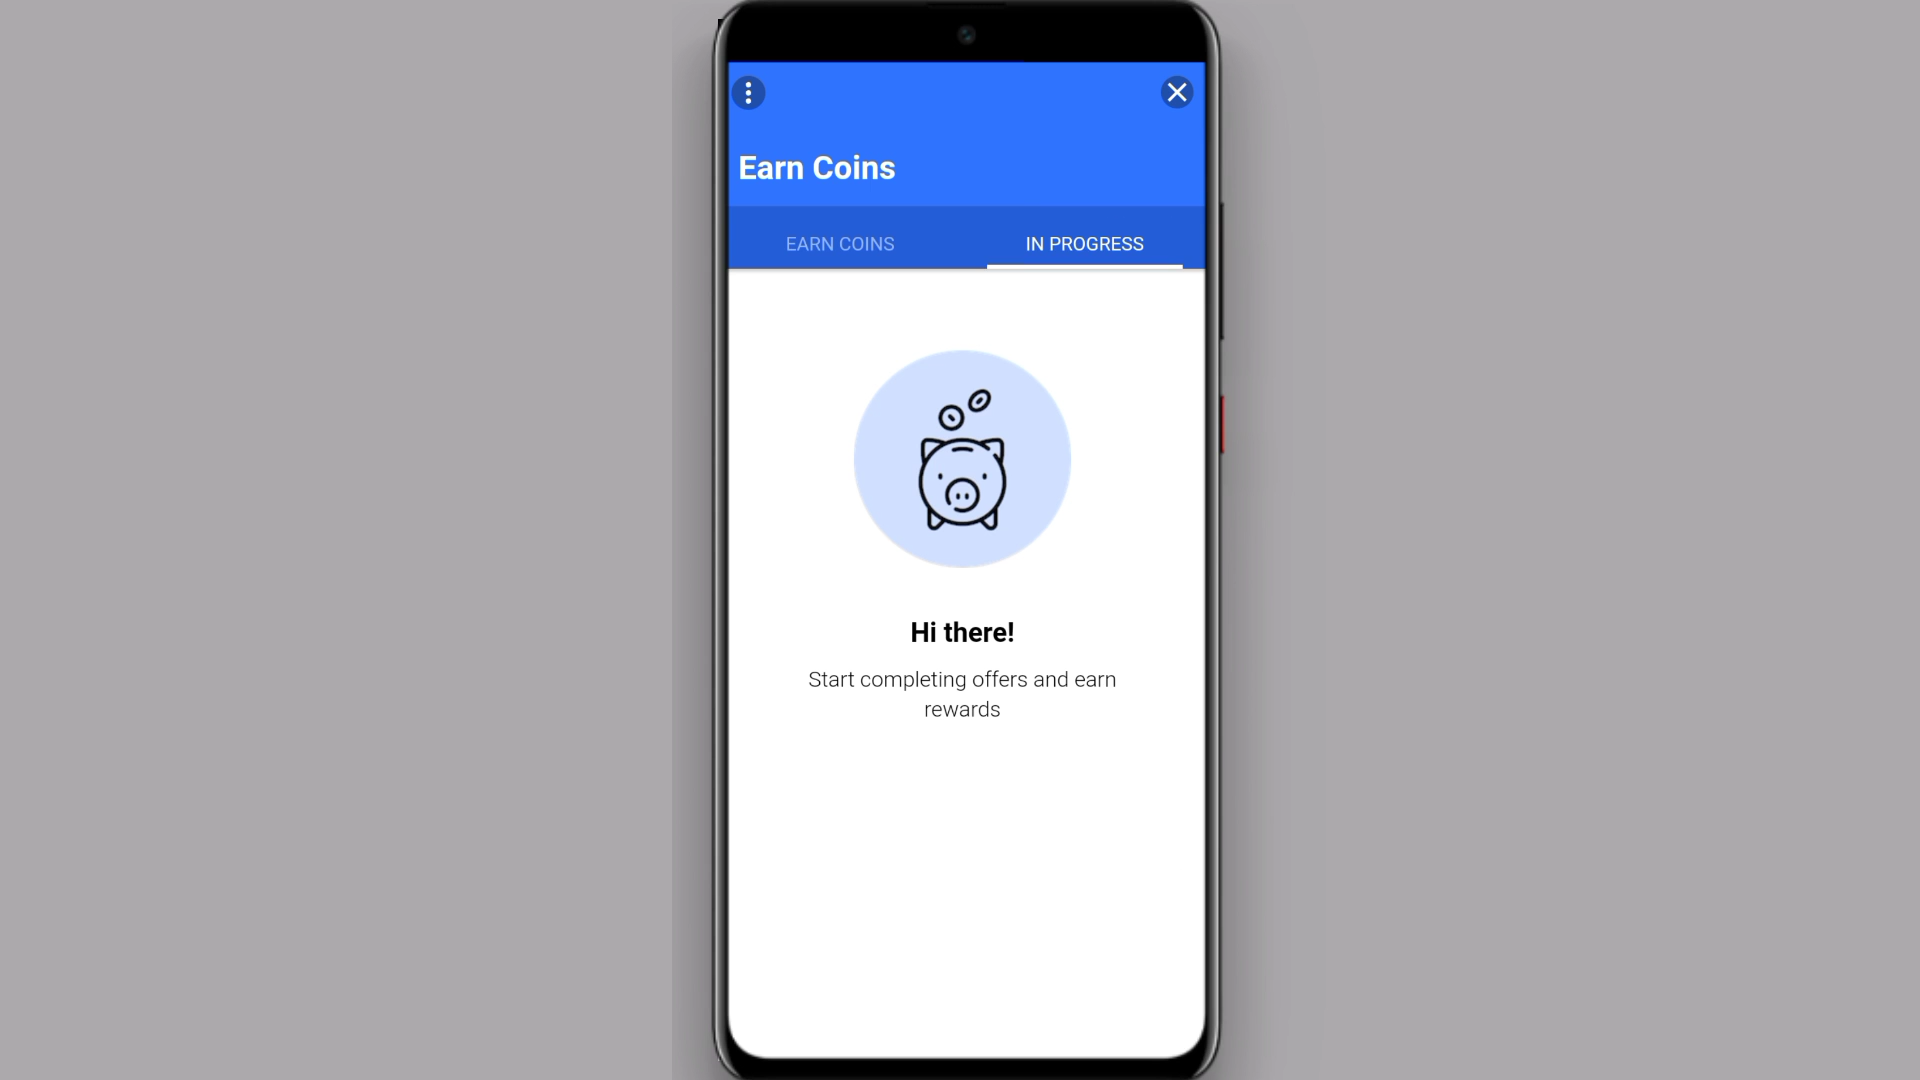 Earn Coins
EARN COINS
IN PROGRESS
Hi there!
Start completing offers and earn
rewards